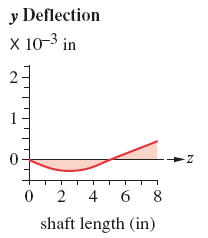 y Deflection
X 10-3 in
2
1
0
z
0 2 4 6 8
shaft length (in)